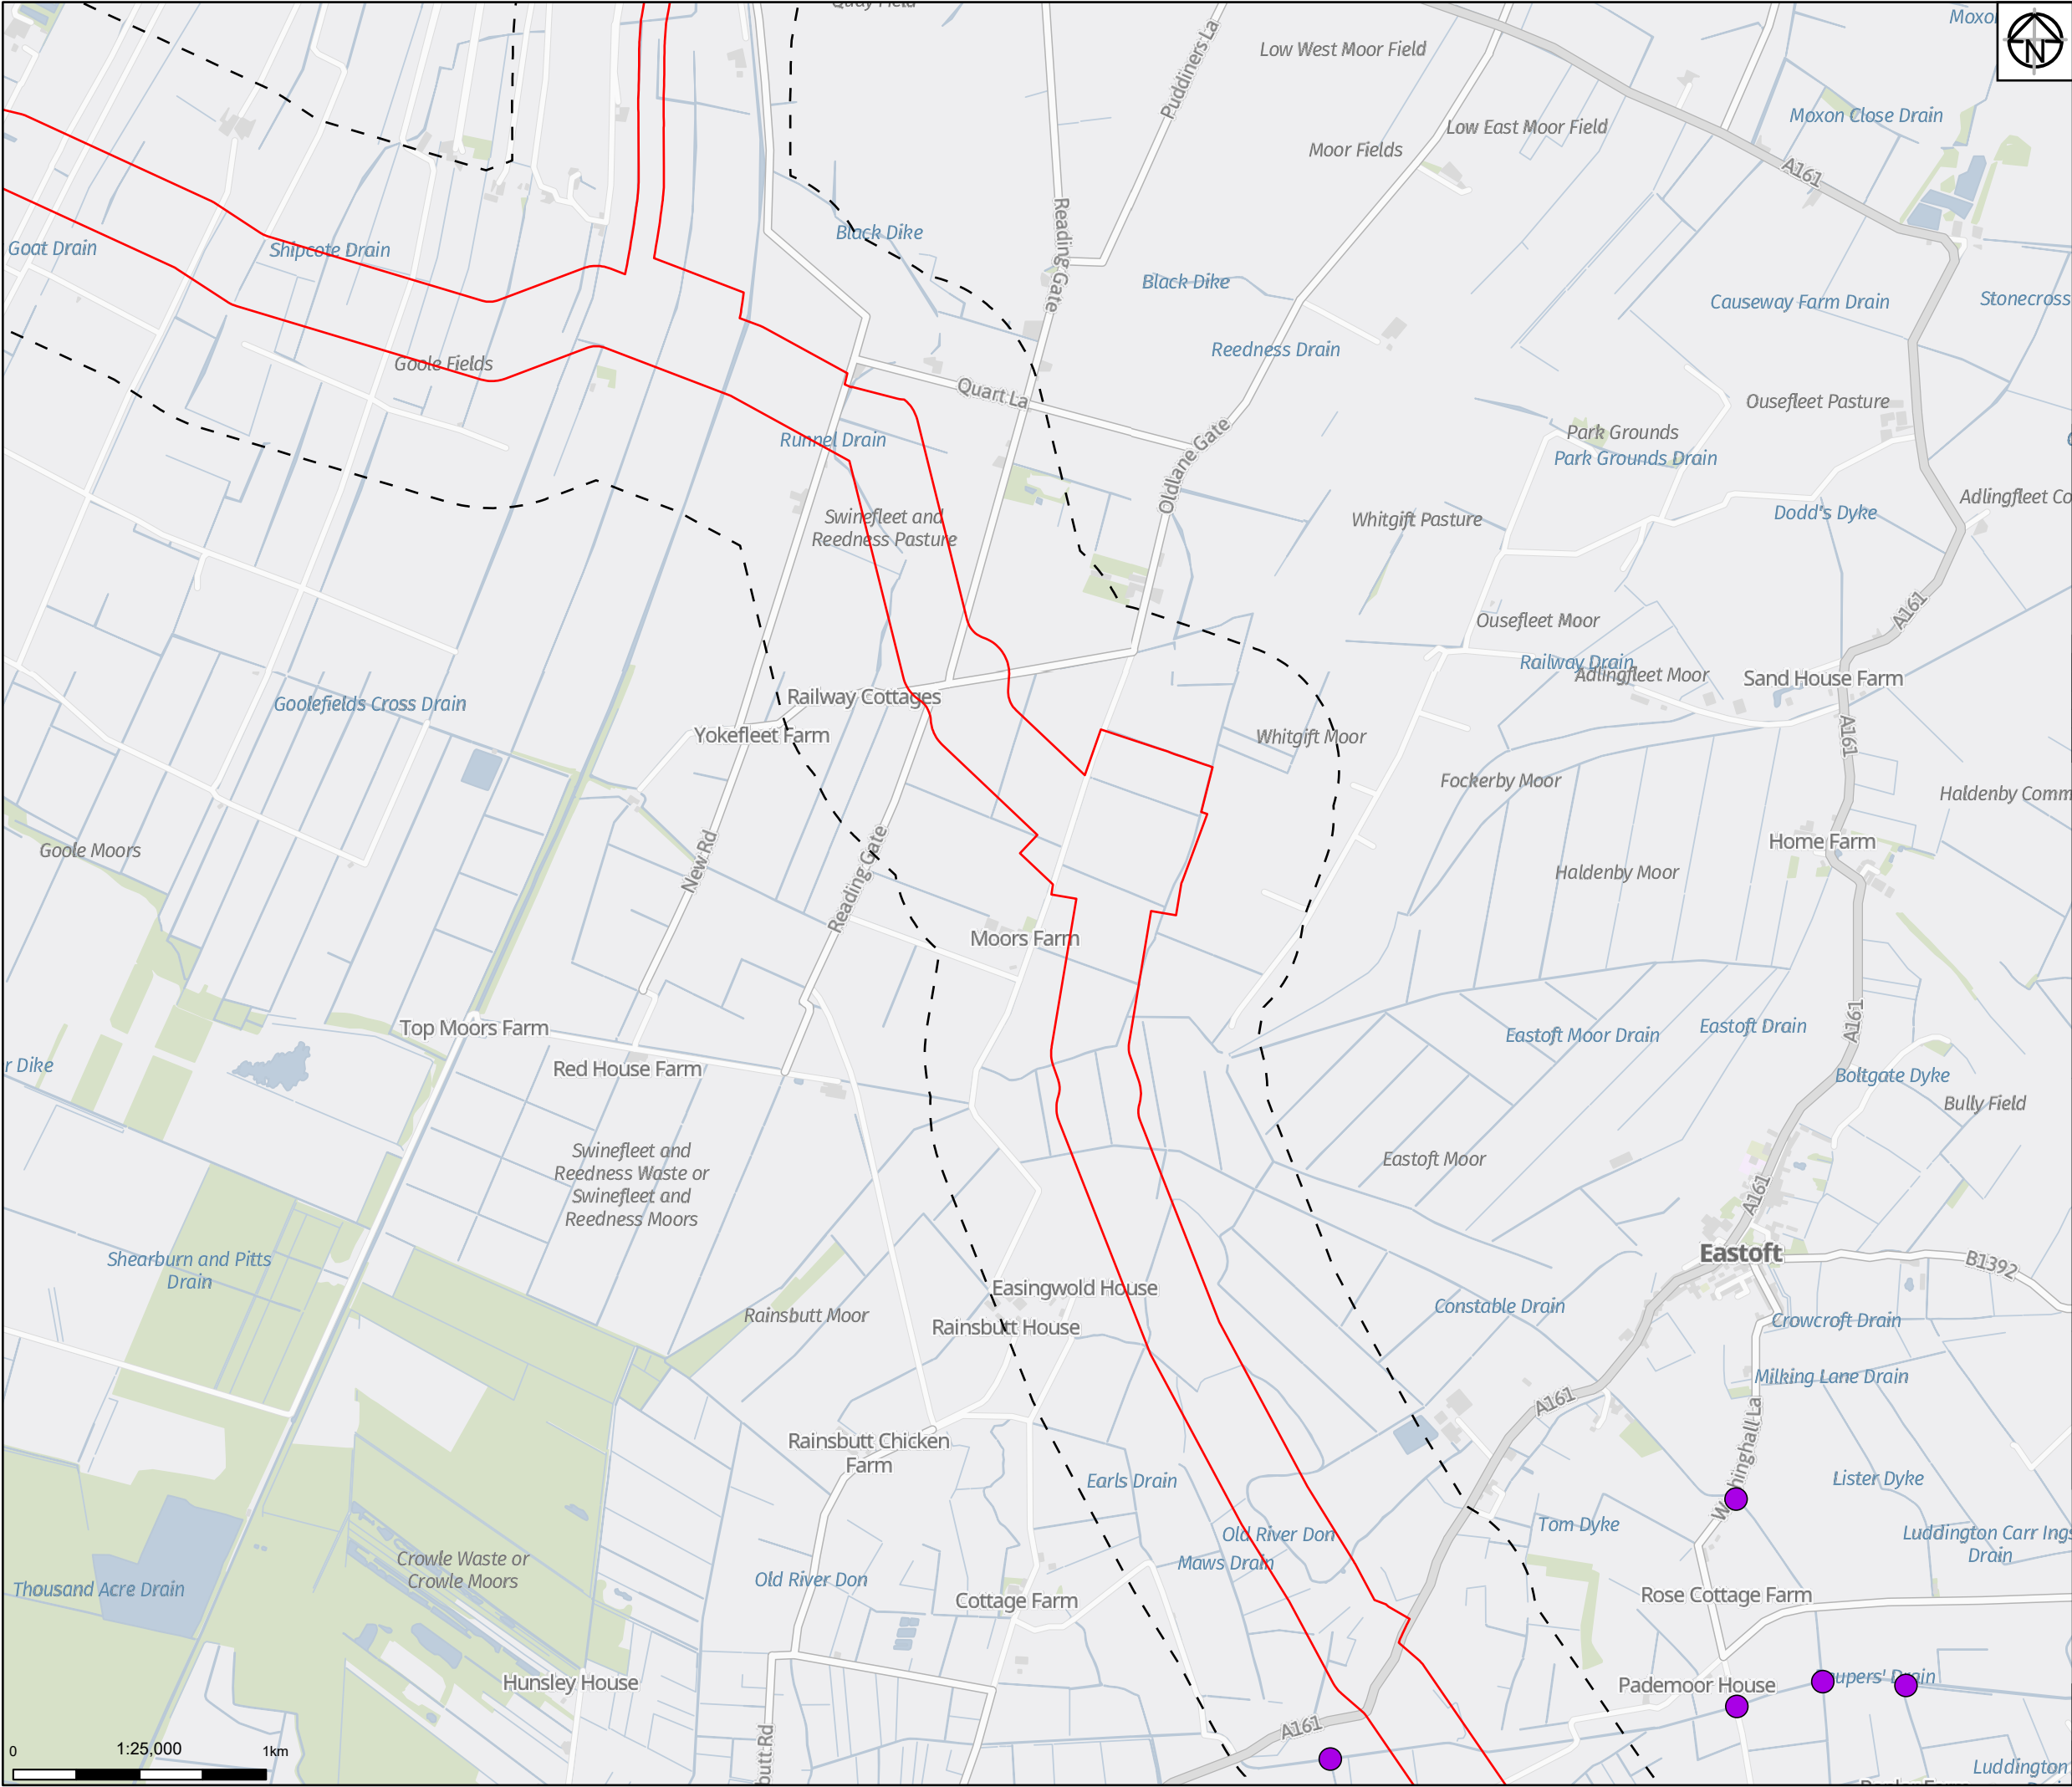 Quay Field
Moxon
N
Low West Moor Field
Puddiners La
Moxon Close Drain
Low East Moor Field
Moor Fields
A161
Reading Gate
Black Dike
Goat Drain
Shipcote Drain
Black Dike
Causeway Farm Drain
Stonecross
Reedness Drain
Goole Fields
Quart La
Ousefleet Pasture
Park Grounds
Runnel Drain
Oldlane Gate
Park Grounds Drain
Adlingfleet Co
Swinefleet and
Reedness Pasture
Whitgift Pasture
Dodd's Dyke
A161
Ousefleet Moor
Railway Drain
Adlingfleet Moor
Sand House Farm
Railway Cottages
Goolefields Cross Drain
Yokefleet Farm
Whitgift Moor
A161
Fockerby Moor
Haldenby Comm
Home Farm
Goole Moors
New Rd
Reading Gate
Haldenby Moor
Moors Farm
Top Moors Farm
A161
Eastoft Moor Drain
Eastoft Drain
r Dike
Red House Farm
Boltgate Dyke
Bully Field
Swinefleet and
Reedness Waste or
Swinefleet and
Reedness Moors
Eastoft Moor
A161
Shearburn and Pitts
Drain
Eastoft
B1392
Easingwold House
Rainsbutt Moor
Rainsbutt House
Constable Drain
Crowcroft Drain
Milking Lane Drain
A161
Rainsbutt Chicken
Farm
Earls Drain
Lister Dyke
Old River Don
Tom Dyke
Luddington Carr Ings
Drain
Maws Drain
Crowle Waste or
Crowle Moors
Old River Don
Thousand Acre Drain
Cottage Farm
Rose Cottage Farm
Hunsley House
Pademoor House
Drain
A161
butt Rd
0
1:25,000
1km
Luddington